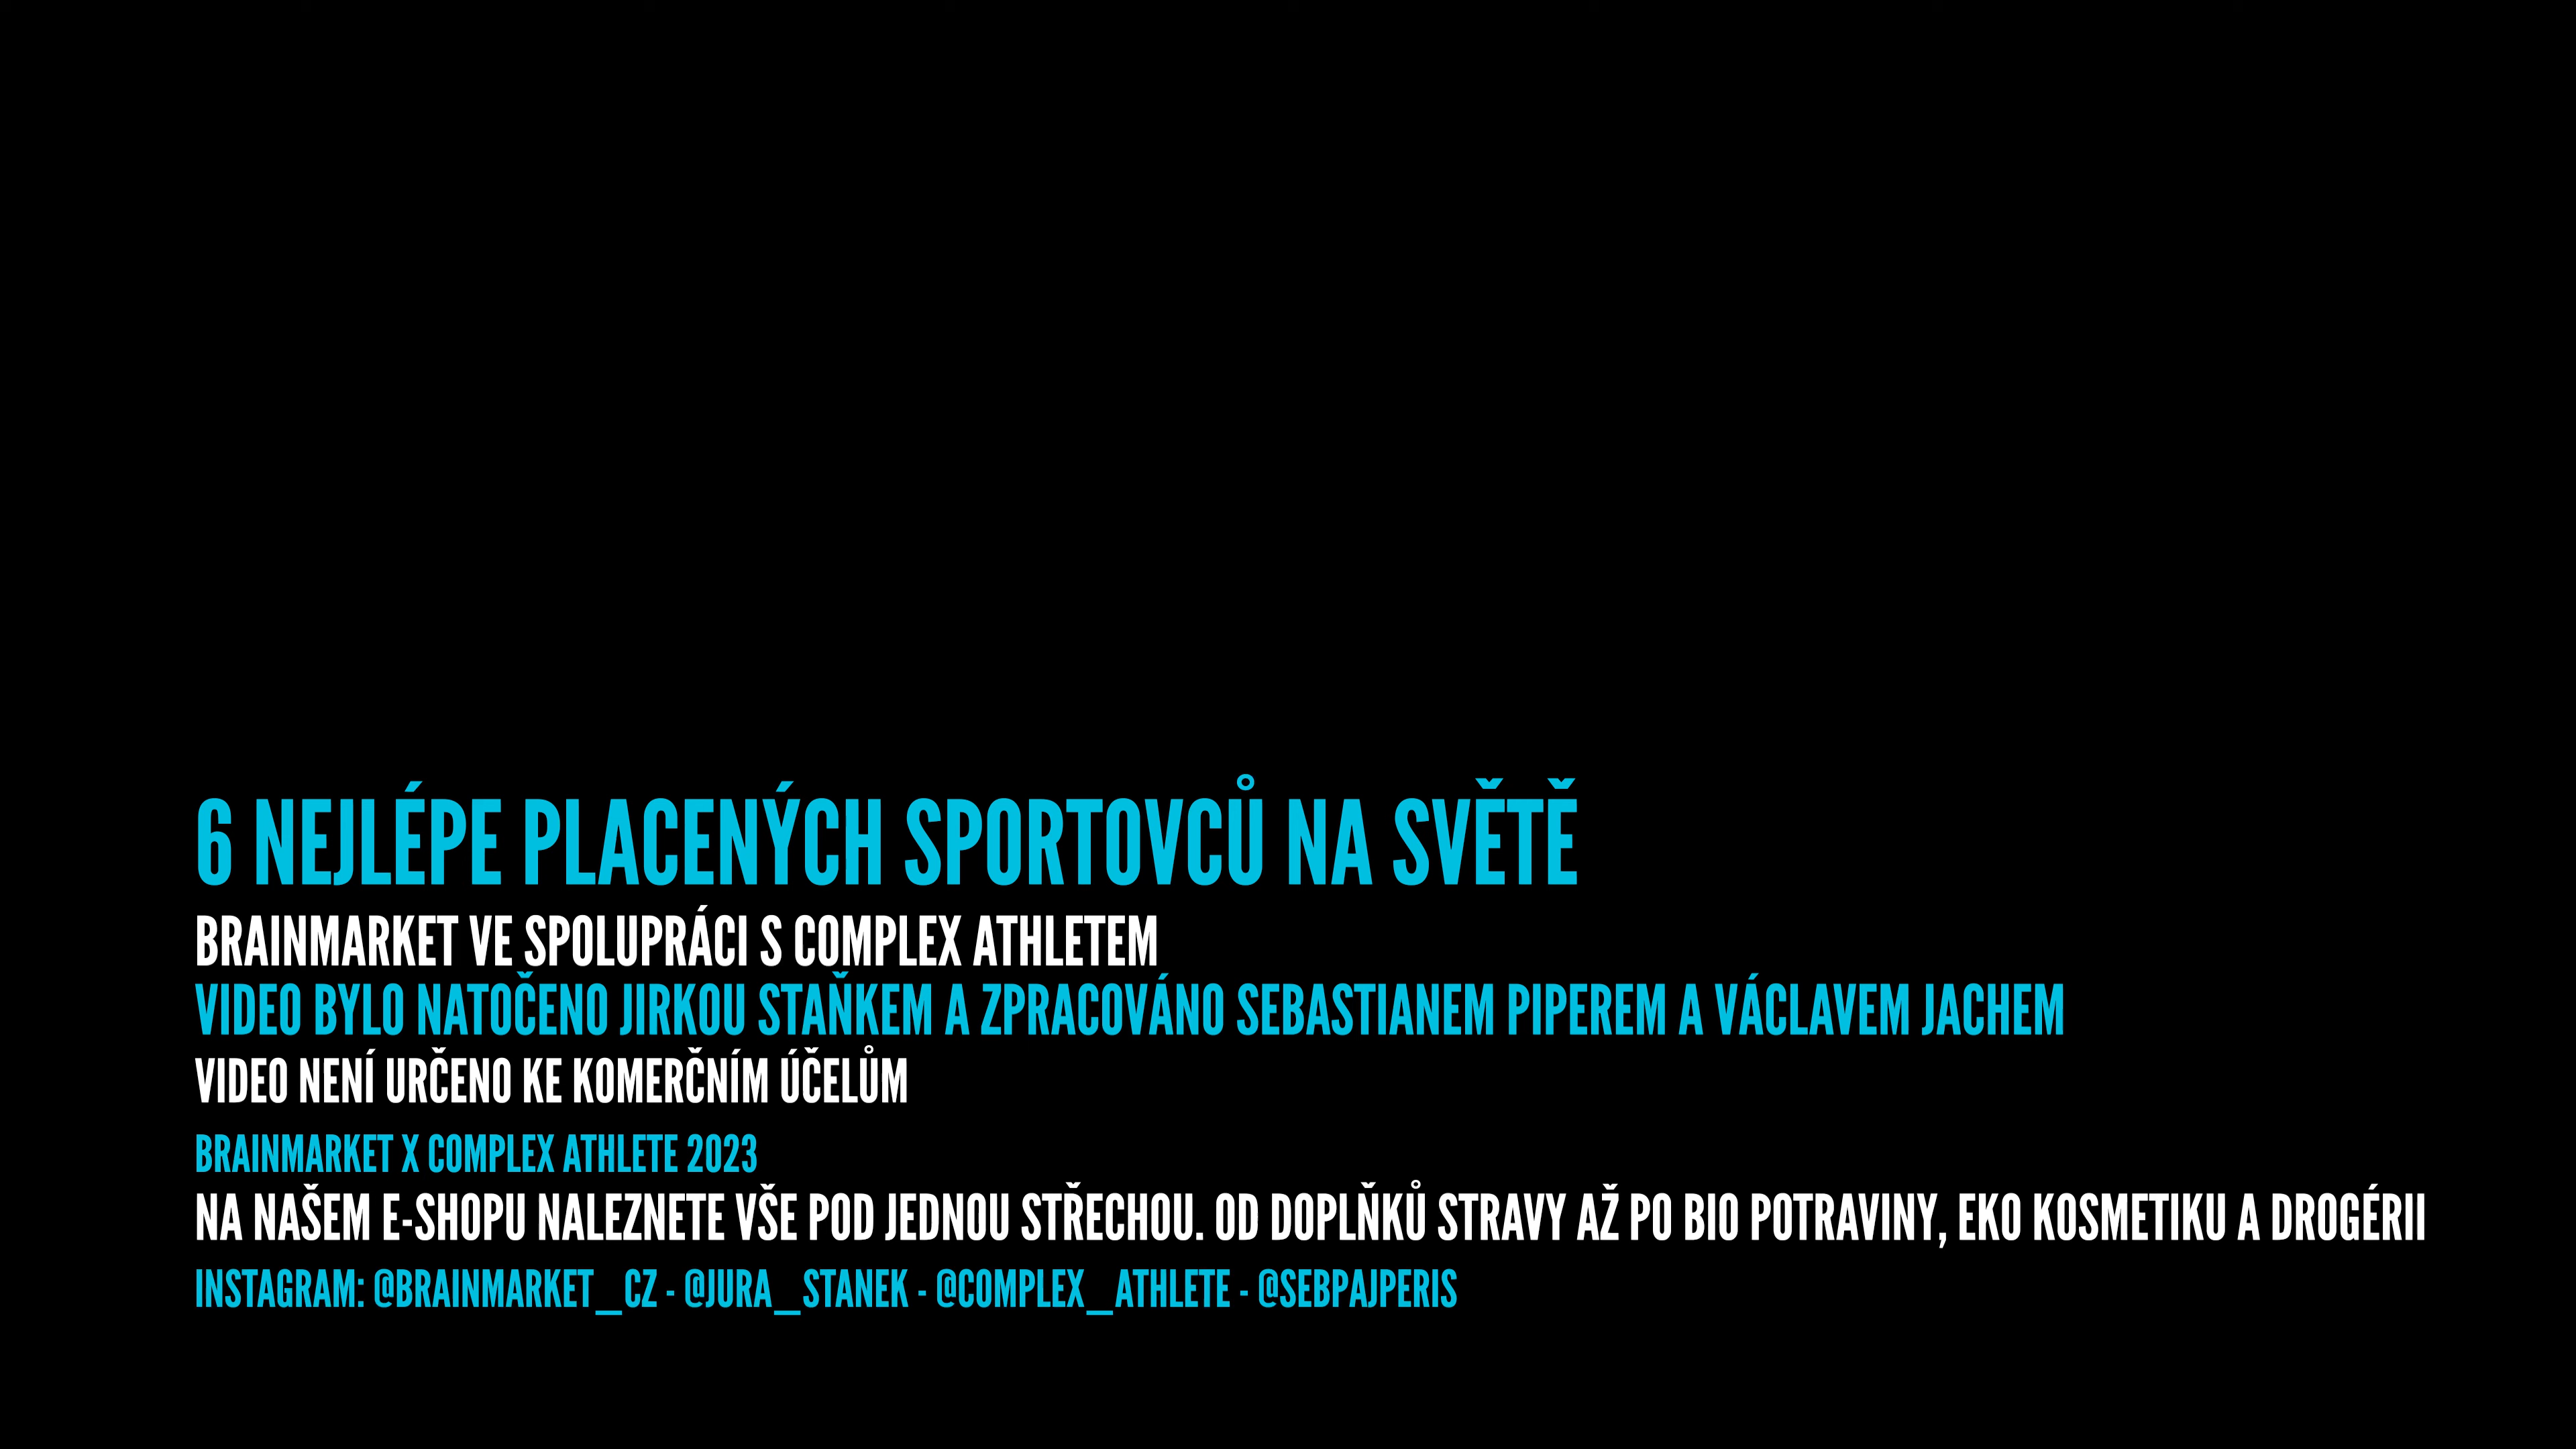 6 NEJLÉPE PLACENÝCH SPORTOVCŮ NA SVĚTĚ
BRAINMARKET VE SPOLUPRÁCI S COMPLEX ATHLETEM
VIDEO BYLO NATOČENO JIRKOU STAŇKEM A ZPRACOVÁNO SEBASTIANEM PIPEREM A VÁCLAVEM JACHEM
VIDEO NENÍ URČENO KE KOMERČNÍM ÚČELŮM
BRAINMARKET X COMPLEX ATHLETE 2023
NA NAŠEM E-SHOPU NALEZNETE VŠE POD JEDNOU STŘECHOU. OD DOPLŇKŮ STRAVY AŽ PO BIO POTRAVINY, EKO KOSMETIKU A DROGÉRII
INSTAGRAM: @BRAINMARKET_CZ - @JURA_STANEK - @COMPLEX_ATHLETE - @SEBPAJPERIS